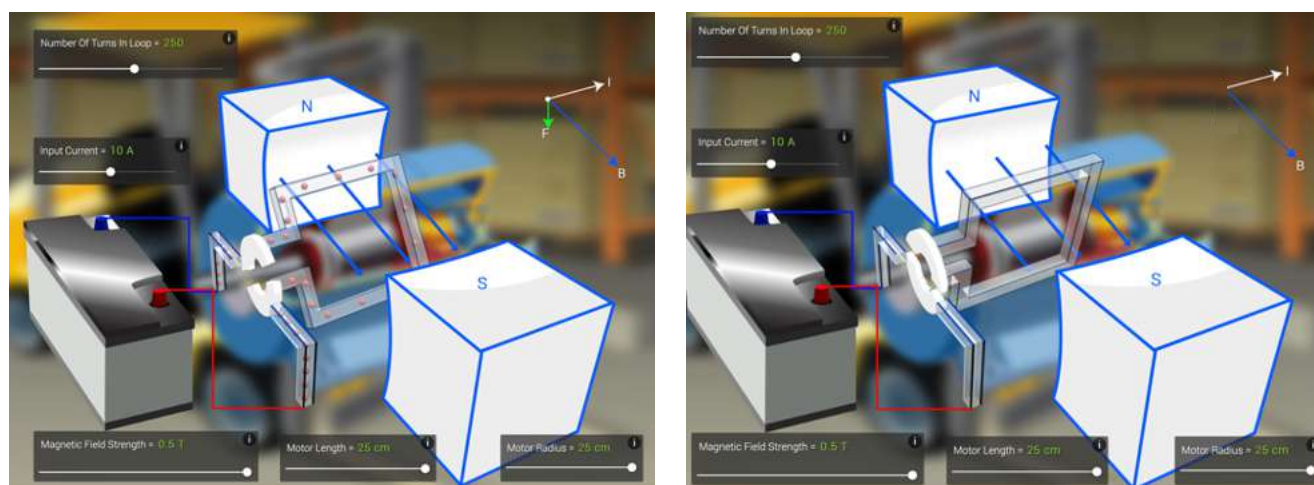 Number Of Turns In Loop = 250
i
Input Current = 10 A
i
N
I
F
B
S
Magnetic Field Strength = 0.5 T
i
Motor Length = 25 cm
i
Motor Radius = 25 cm
i
Number Of Turns In Loop = 250
i
Input Current = 10 A
i
N
I
B
S
Magnetic Field Strength = 0.5 T
i
Motor Length = 25 cm
i
Motor Radius = 25 cm
i